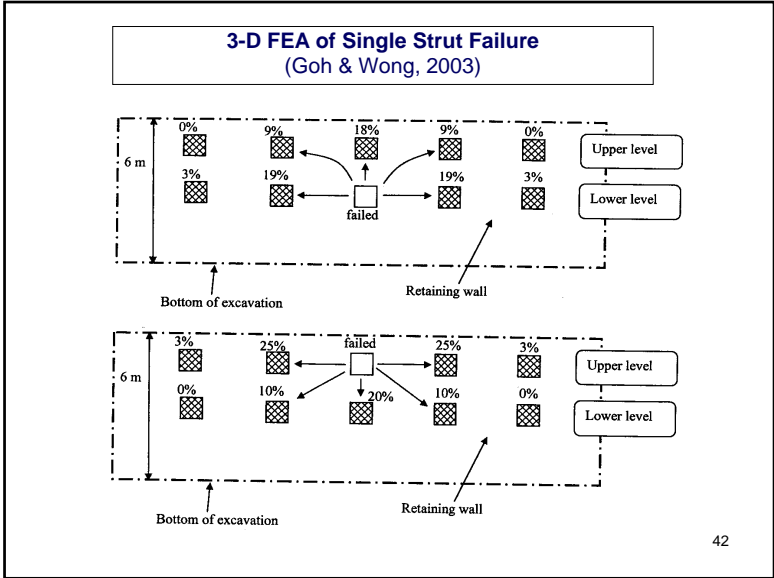 3-D FEA of Single Strut Failure
(Goh & Wong, 2003)
0% 9% 18% 9% 0%
Upper level
6 m
3% 19% 19% 3%
Lower level
failed
Retaining wall
Bottom of excavation
failed
3% 25% 25% 3%
Upper level
6 m
0% 10% 20% 10% 0%
Lower level
Retaining wall
Bottom of excavation
42